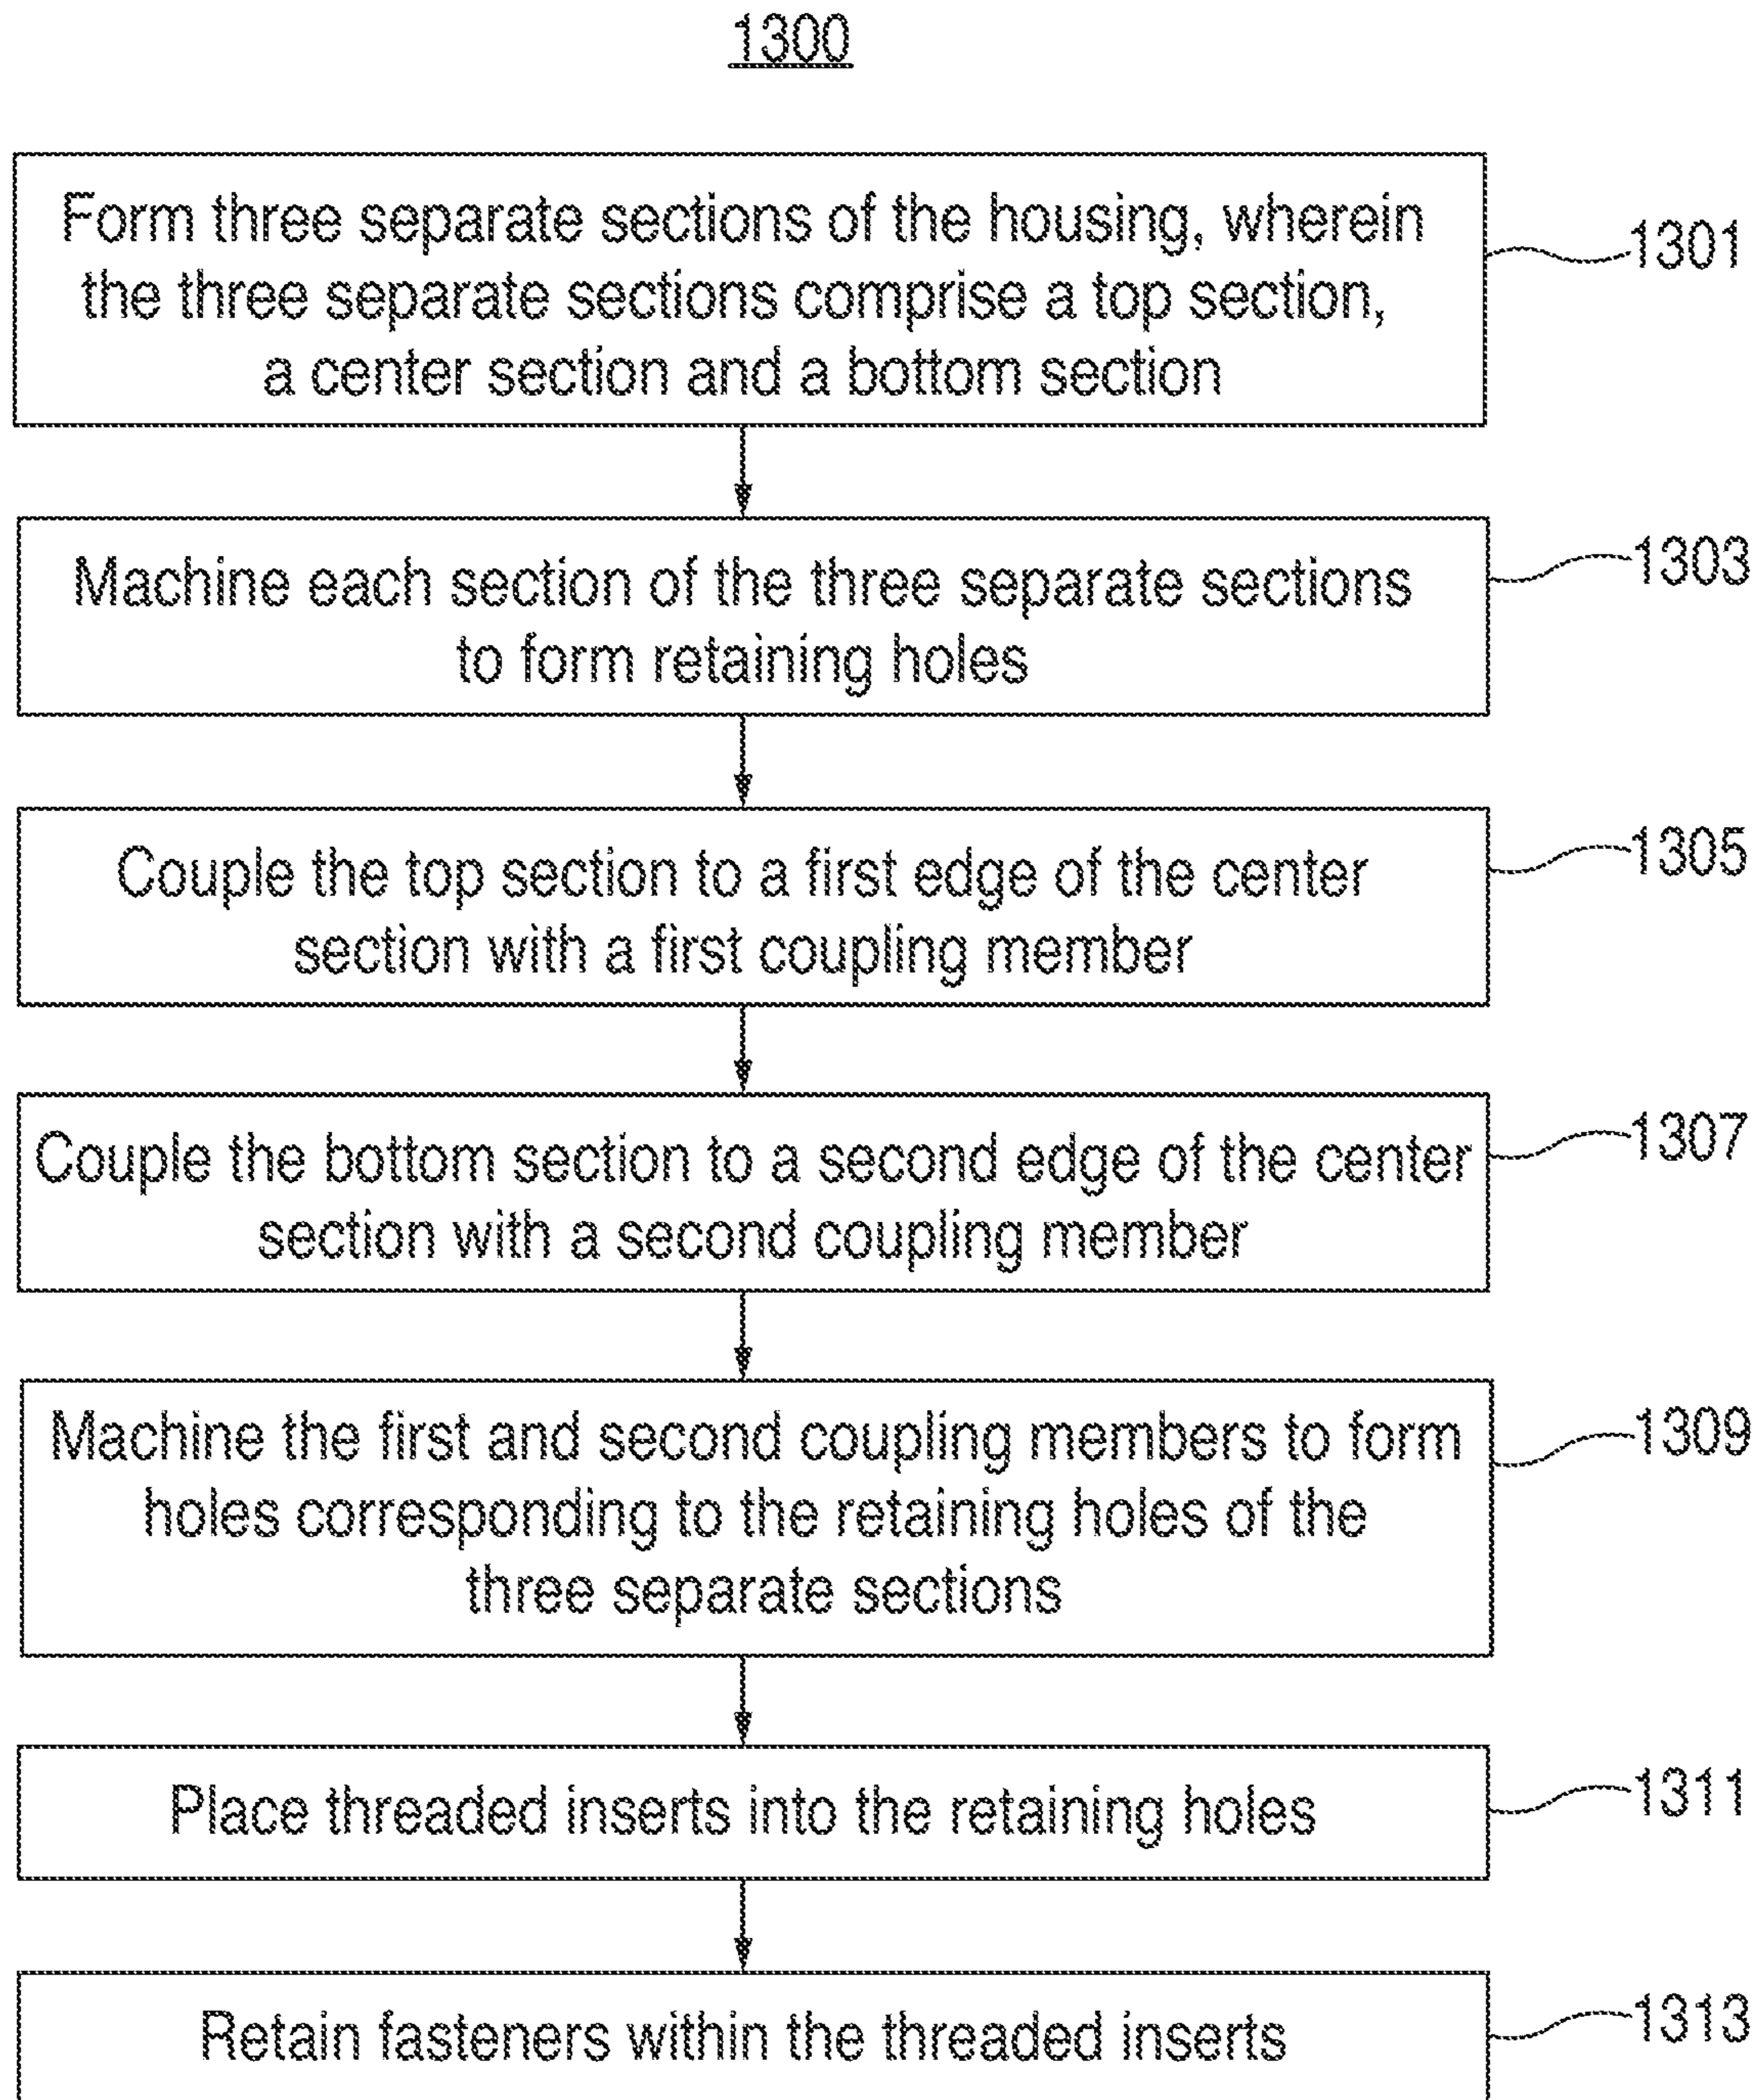 1300
Form three separate sections of the housing, wherein
the three separate sections comprise a top section,
a center section and a bottom section
1301
Machine each section of the three separate sections
to form retaining holes
1303
Couple the top section to a first edge of the center
section with a first coupling member
1305
Couple the bottom section to a second edge of the center
section with a second coupling member
1307
Machine the first and second coupling members to form
holes corresponding to the retaining holes of the
three separate sections
1309
Place threaded inserts into the retaining holes
1311
Retain fasteners within the threaded inserts
1313